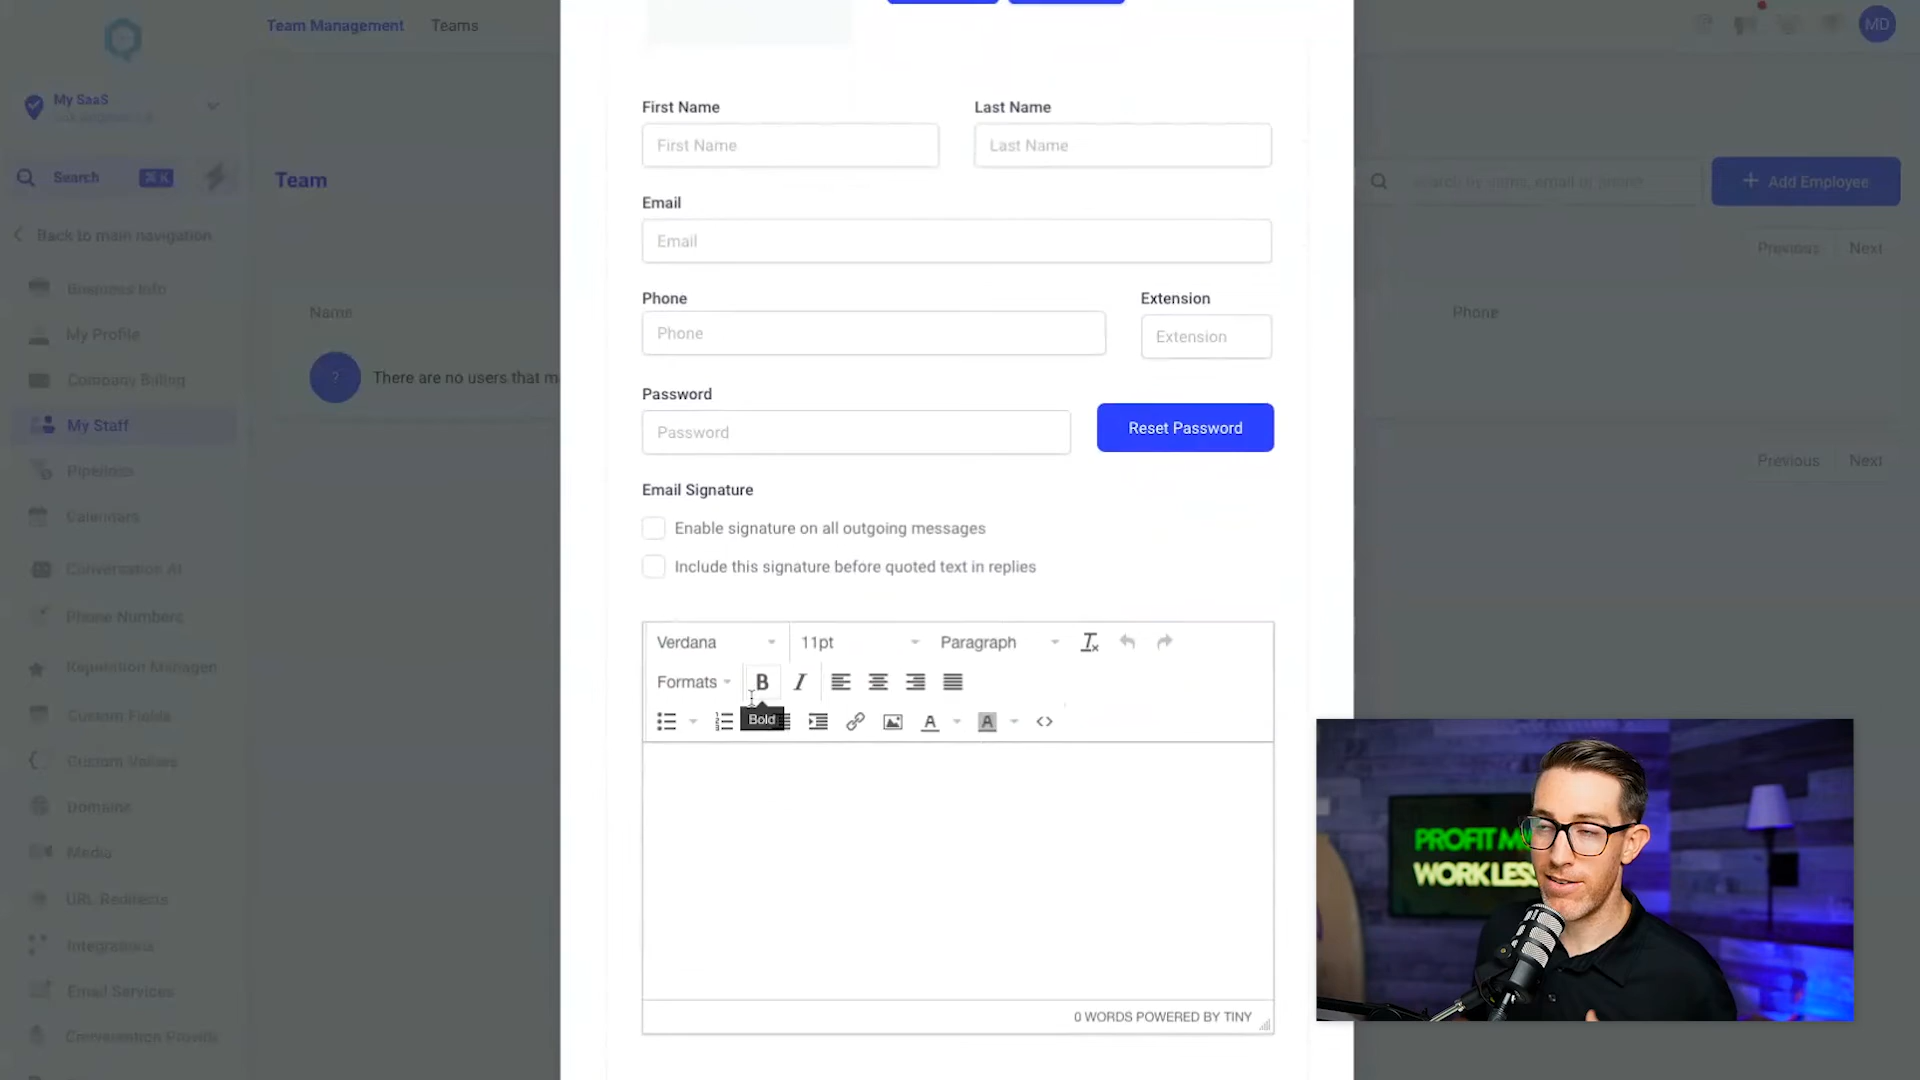 Team Management Teams
MD
My SaaS
Search ⌘ K
Team
Add Employee
Back to main navigation
Previous Next
Business Info
My Profile
Company Billing
My Staff
Pipelines
Calendars
Conversation AI
Phone Numbers
Reputation Managen
Custom Fields
Custom Values
Domains
Media
URL Redirects
Integrations
Email Services
Name
Phone
?
There are no users that m
Previous Next
First Name Last Name
First Name Last Name
Email
Email
Phone Extension
Phone Extension
Password
Password
Reset Password
Email Signature
Enable signature on all outgoing messages
Include this signature before quoted text in replies
Verdana 11pt Paragraph
Formats B I
Bold
A A <>
0 WORDS POWERED BY TINY
PROFIT M
WORK LESS